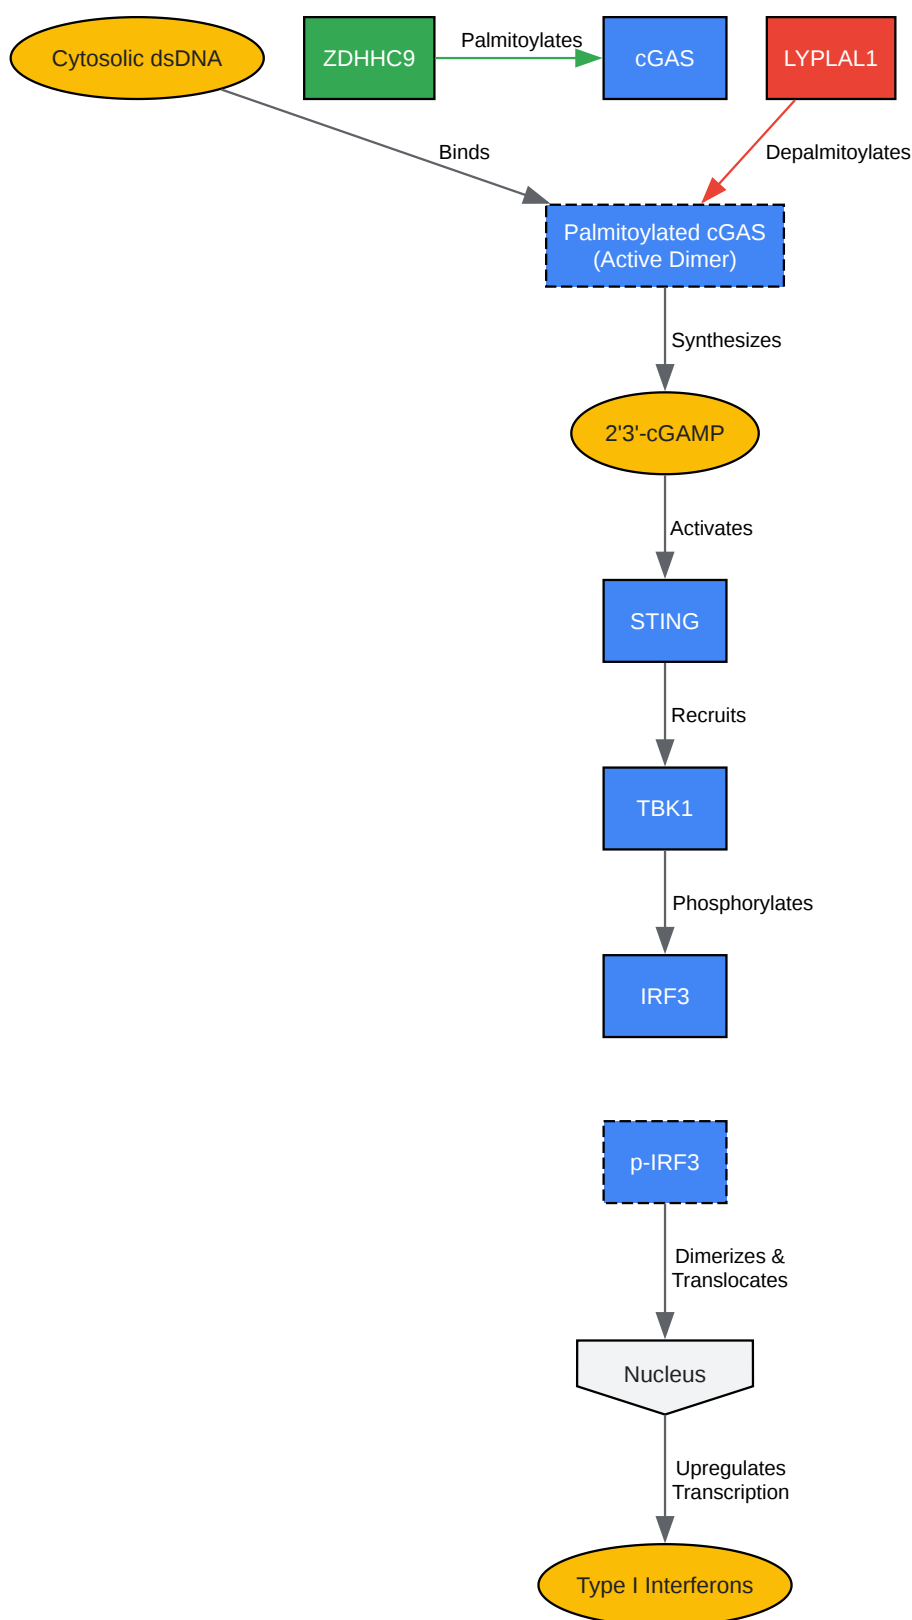 Cytosolic dsDNA
ZDHHC9
Palmitoylates
cGAS
LYPLAL1
Binds
Depalmitoylates
Palmitoylated cGAS
(Active Dimer)
Synthesizes
2'3'-cGAMP
Activates
STING
Recruits
TBK1
Phosphorylates
IRF3
p-IRF3
Dimerizes &
Translocates
Nucleus
Upregulates
Transcription
Type I Interferons